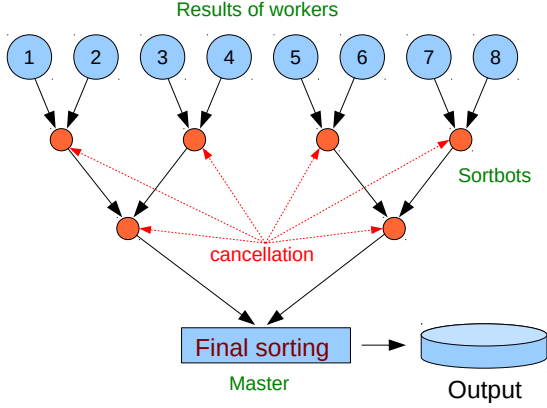 Results of workers
1 2 3 4 5 6 7 8
Sortbots
cancellation
Final sorting
Master
Output